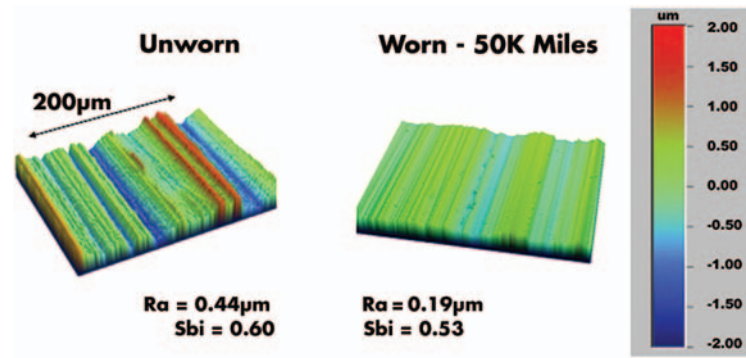 Unworn
Worn - 50K Miles
200µm
Ra = 0.44µm
Sbi = 0.60
Ra = 0.19µm
Sbi = 0.53
um
2.00
1.50
1.00
0.50
0.00
-0.50
-1.00
-1.50
-2.00